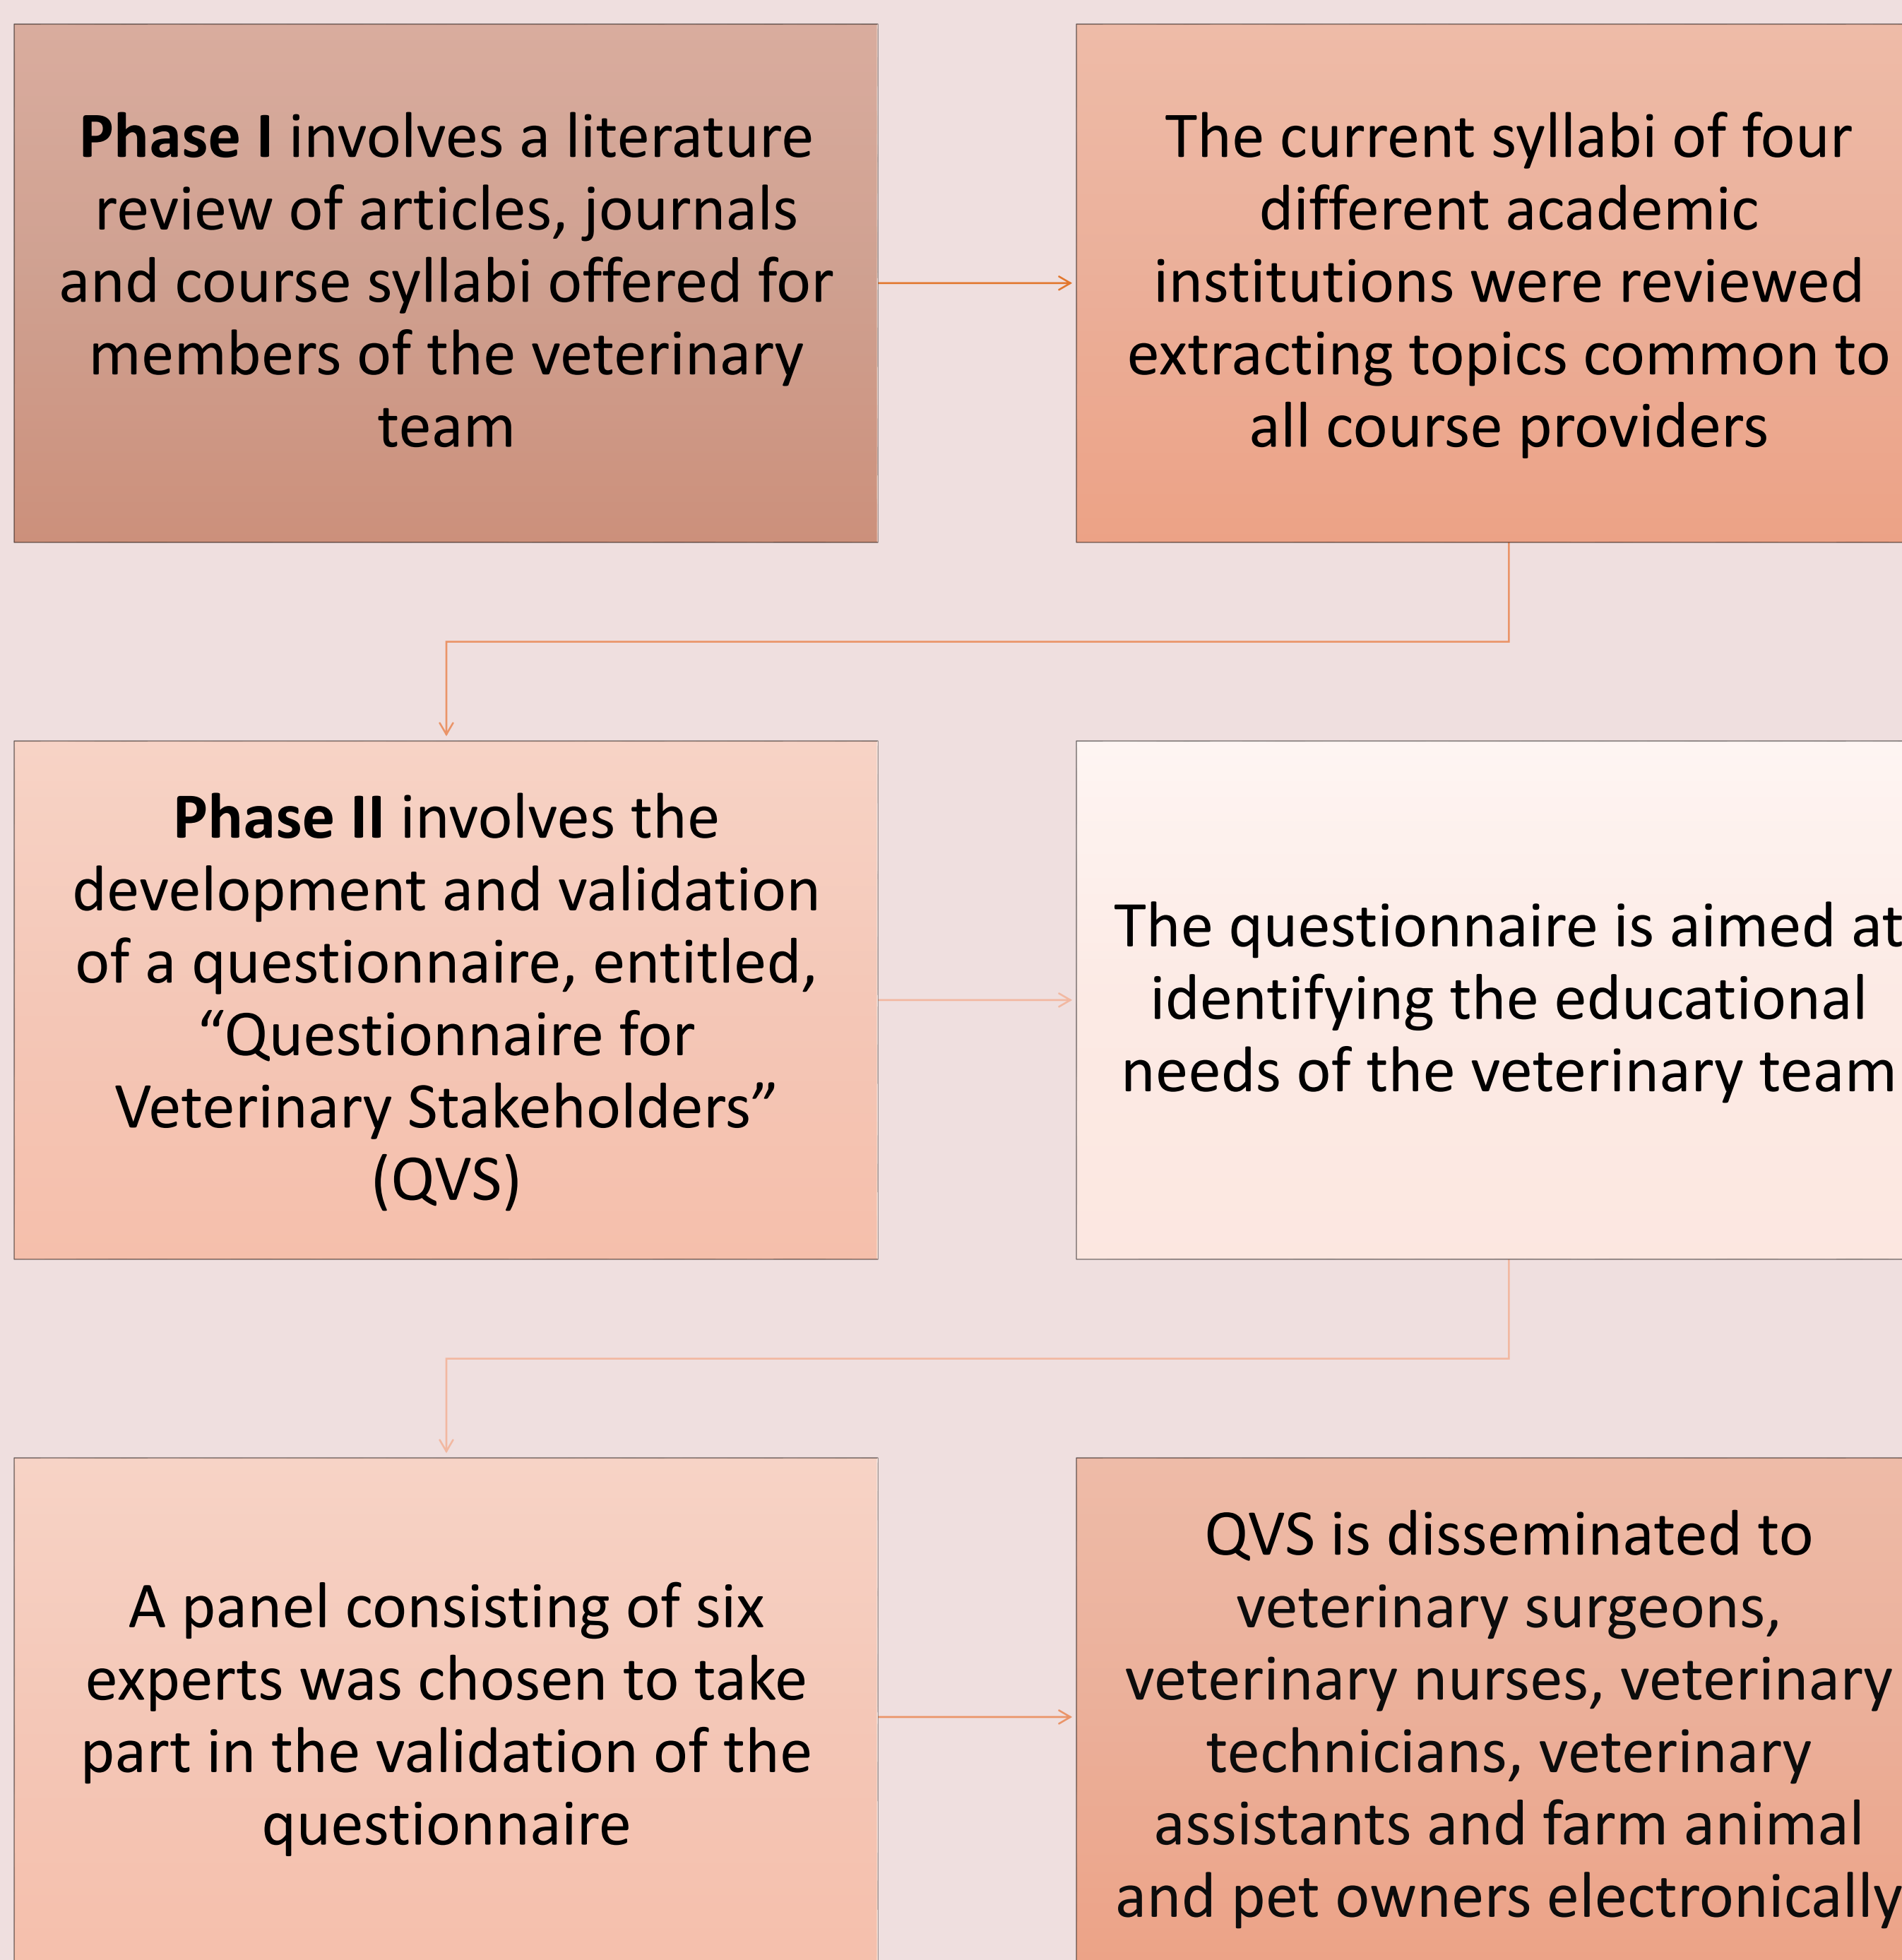 Phase I involves a literature
review of articles, journals
and course syllabi offered for
members of the veterinary
team
The current syllabi of four
different academic
institutions were reviewed
extracting topics common to
all course providers
Phase II involves the
development and validation
of a questionnaire, entitled,
“Questionnaire for
Veterinary Stakeholders”
(QVS)
The questionnaire is aimed at
identifying the educational
needs of the veterinary team
A panel consisting of six
experts was chosen to take
part in the validation of the
questionnaire
QVS is disseminated to
veterinary surgeons,
veterinary nurses, veterinary
technicians, veterinary
assistants and farm animal
and pet owners electronically